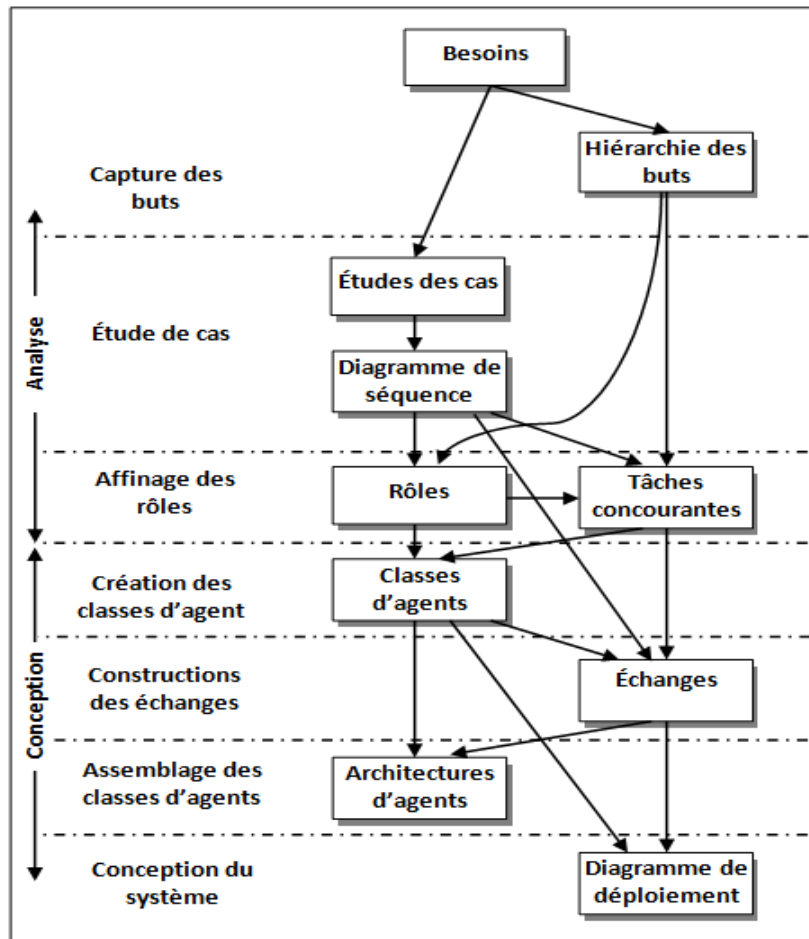 Besoins
Hiérarchie des
buts
Capture des
buts
Études des cas
Étude de cas
Diagramme de
séquence
Analyse
Affinage des
rôles
Rôles
Tâches
concourantes
Classes
d'agents
Création des
classes d'agent
Constructions
des échanges
Échanges
Conception
Assemblage des
classes d'agents
Architectures
d'agents
Conception du
système
Diagramme de
déploiement